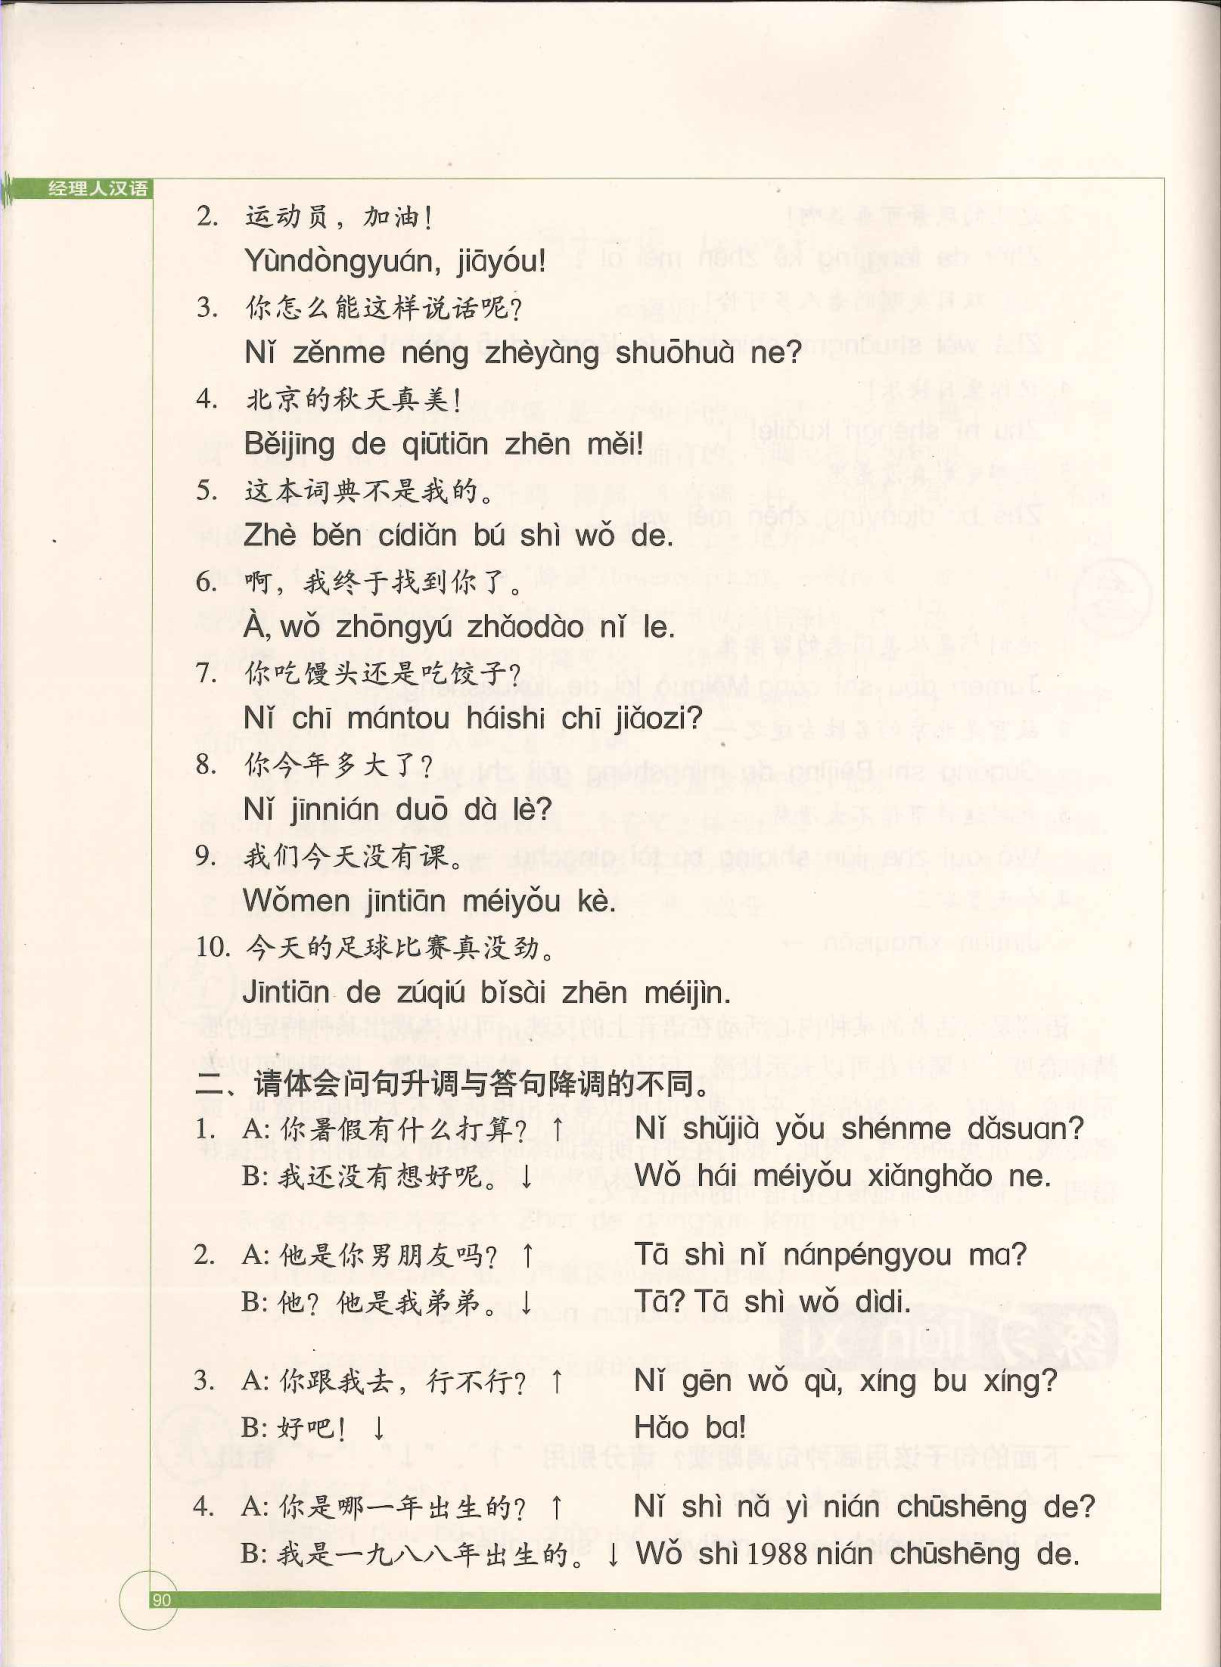 经理人汉语
2. 运动员，加油！
Yùndòngyuán, jiāyóu!
3. 你怎么能这样说话呢？
Nǐ zěnme néng zhèyàng shuōhuà ne?
4. 北京的秋天真美！
Běijīng de qiūtiān zhēn měi!
5. 这本词典不是我的。
Zhè běn cídiǎn bú shì wǒ de.
6. 啊，我终于找到你了。
À, wǒ zhōngyú zhǎodào nǐ le.
7. 你吃馒头还是吃饺子？
Nǐ chī mántou háishi chī jiǎozi?
8. 你今年多大了？
Nǐ jīnnián duō dà lè?
9. 我们今天没有课。
Wǒmen jīntiān méiyǒu kè.
10. 今天的足球比赛真没劲。
Jīntiān de zúqiú bǐsài zhēn méijìn.
二、请体会问句升调与答句降调的不同。
1. A: 你暑假有什么打算？↑ Nǐ shǔjià yǒu shénme dǎsuan?
B: 我还没有想好呢。↓ Wǒ hái méiyǒu xiǎnghǎo ne.
2. A: 他是你男朋友吗？↑ Tā shì nǐ nánpéngyou ma?
B: 他？他是我弟弟。↓ Tā? Tā shì wǒ dìdi.
3. A: 你跟我去，行不行？↑ Nǐ gēn wǒ qù, xíng bu xíng?
B: 好吧！↓ Hǎo ba!
4. A: 你是哪一年出生的？↑ Nǐ shì nǎ yì nián chūshēng de?
B: 我是一九八八年出生的。↓ Wǒ shì 1988 nián chūshēng de.
90